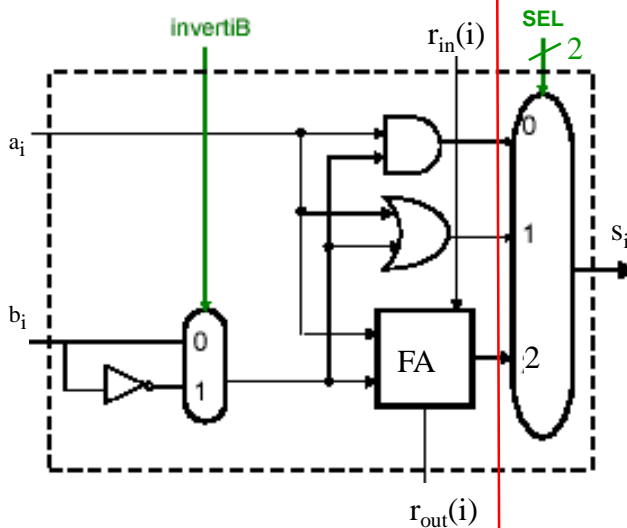 invertiB
r_in(i)
SEL
2
a_i
0
1
s_i
b_i
0
1
FA
2
r_out(i)